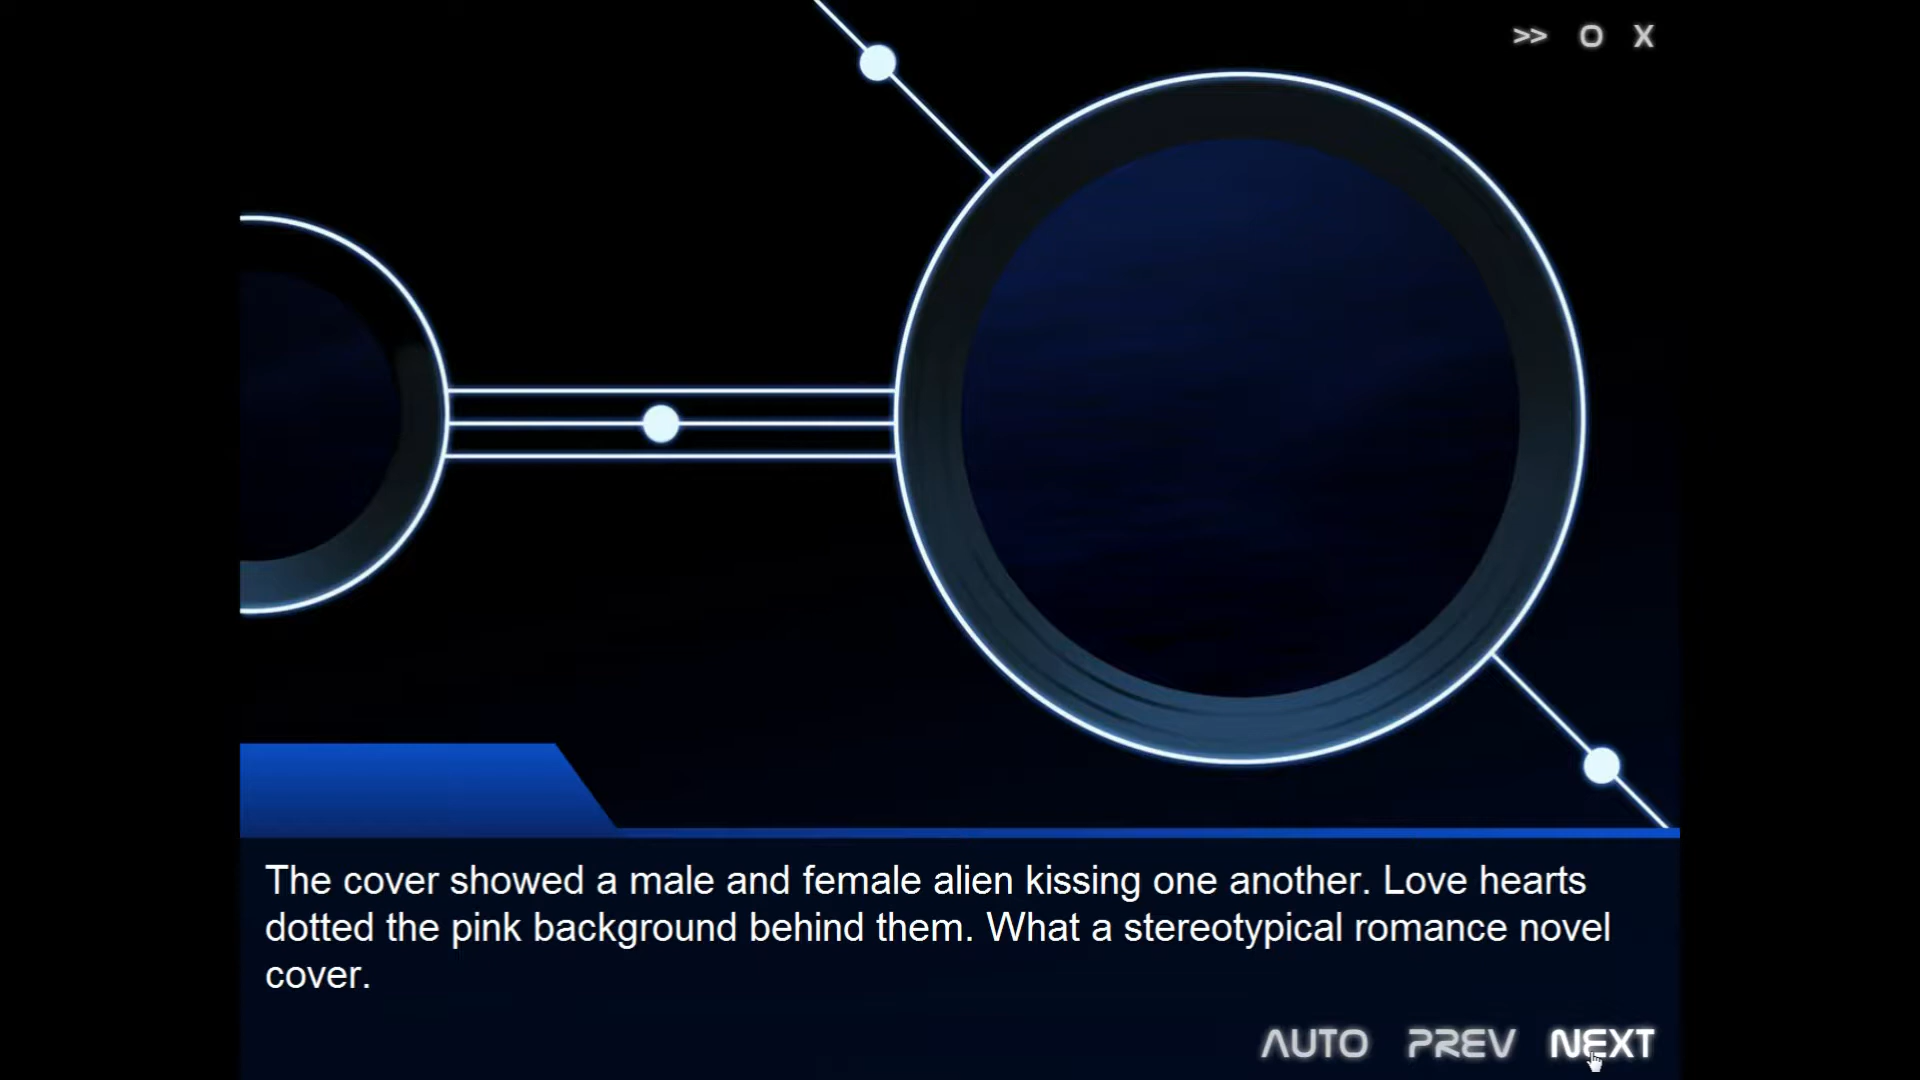 >> O X
The cover showed a male and female alien kissing one another. Love hearts
dotted the pink background behind them. What a stereotypical romance novel
cover.
AUTO PREV NEXT